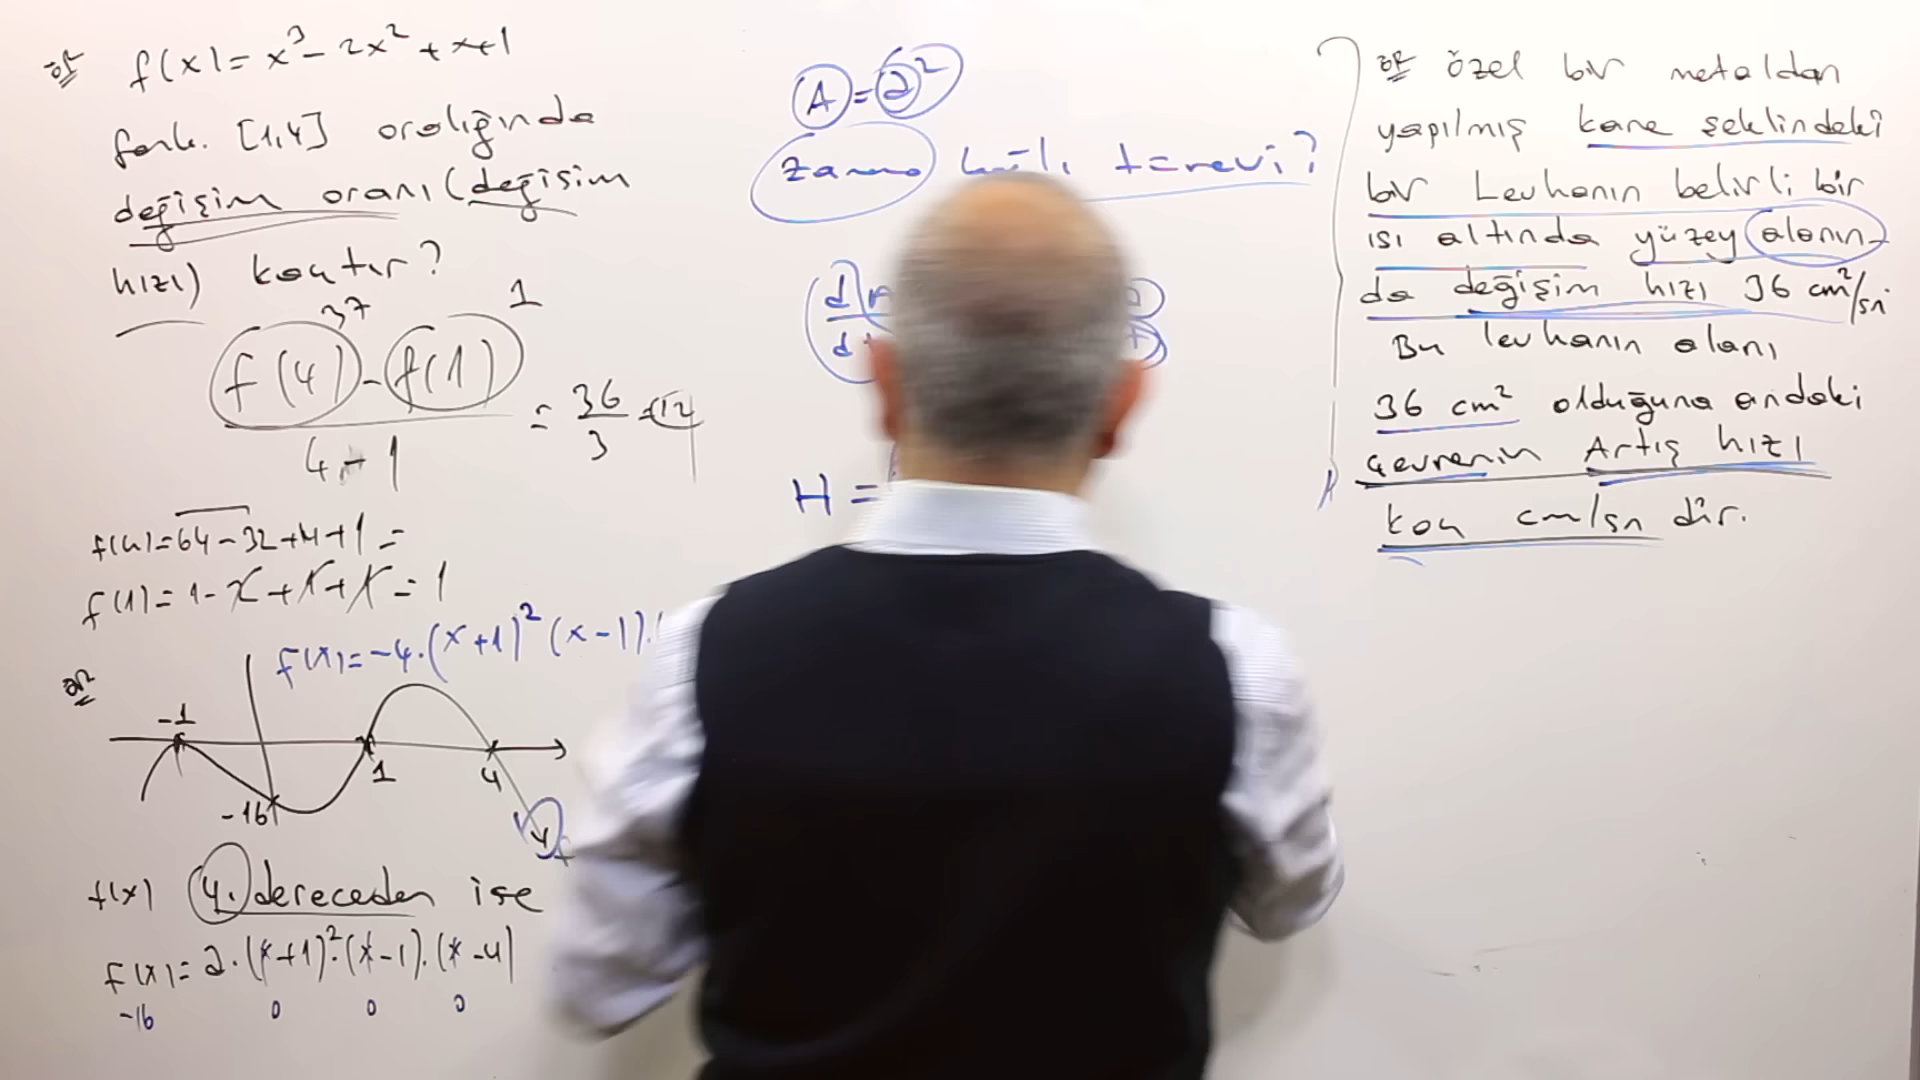 ör f(x) = x³ - 2x² + x+1
fonk. [1,4] aralığında
değişim oranı (değişim
hızı) kaçtır?
37 1
f(4) - f(1)
4-1
= 36/3 = 12
f(4)=64-32+4+1=
f(1)=1-2+1+1=1
f(x)=-4.(x+1)²(x-1).
ör
-1
1
4
-16
f(x) 4. dereceden ise
f(x)=a.(x+1)².(x-1).(x-4)
-16 0 0 0
A = a²
türevi?
H =
ör özel bir metaldan
yapılmış kare şeklindeki
bir Levhanın belirli bir
ısı altında yüzey alanın-
da değişim hızı 36 cm²/sn
Bu levhanın alanı
36 cm² olduğuna andaki
çevrenin Artış hızı
kaç cm/sn dir.